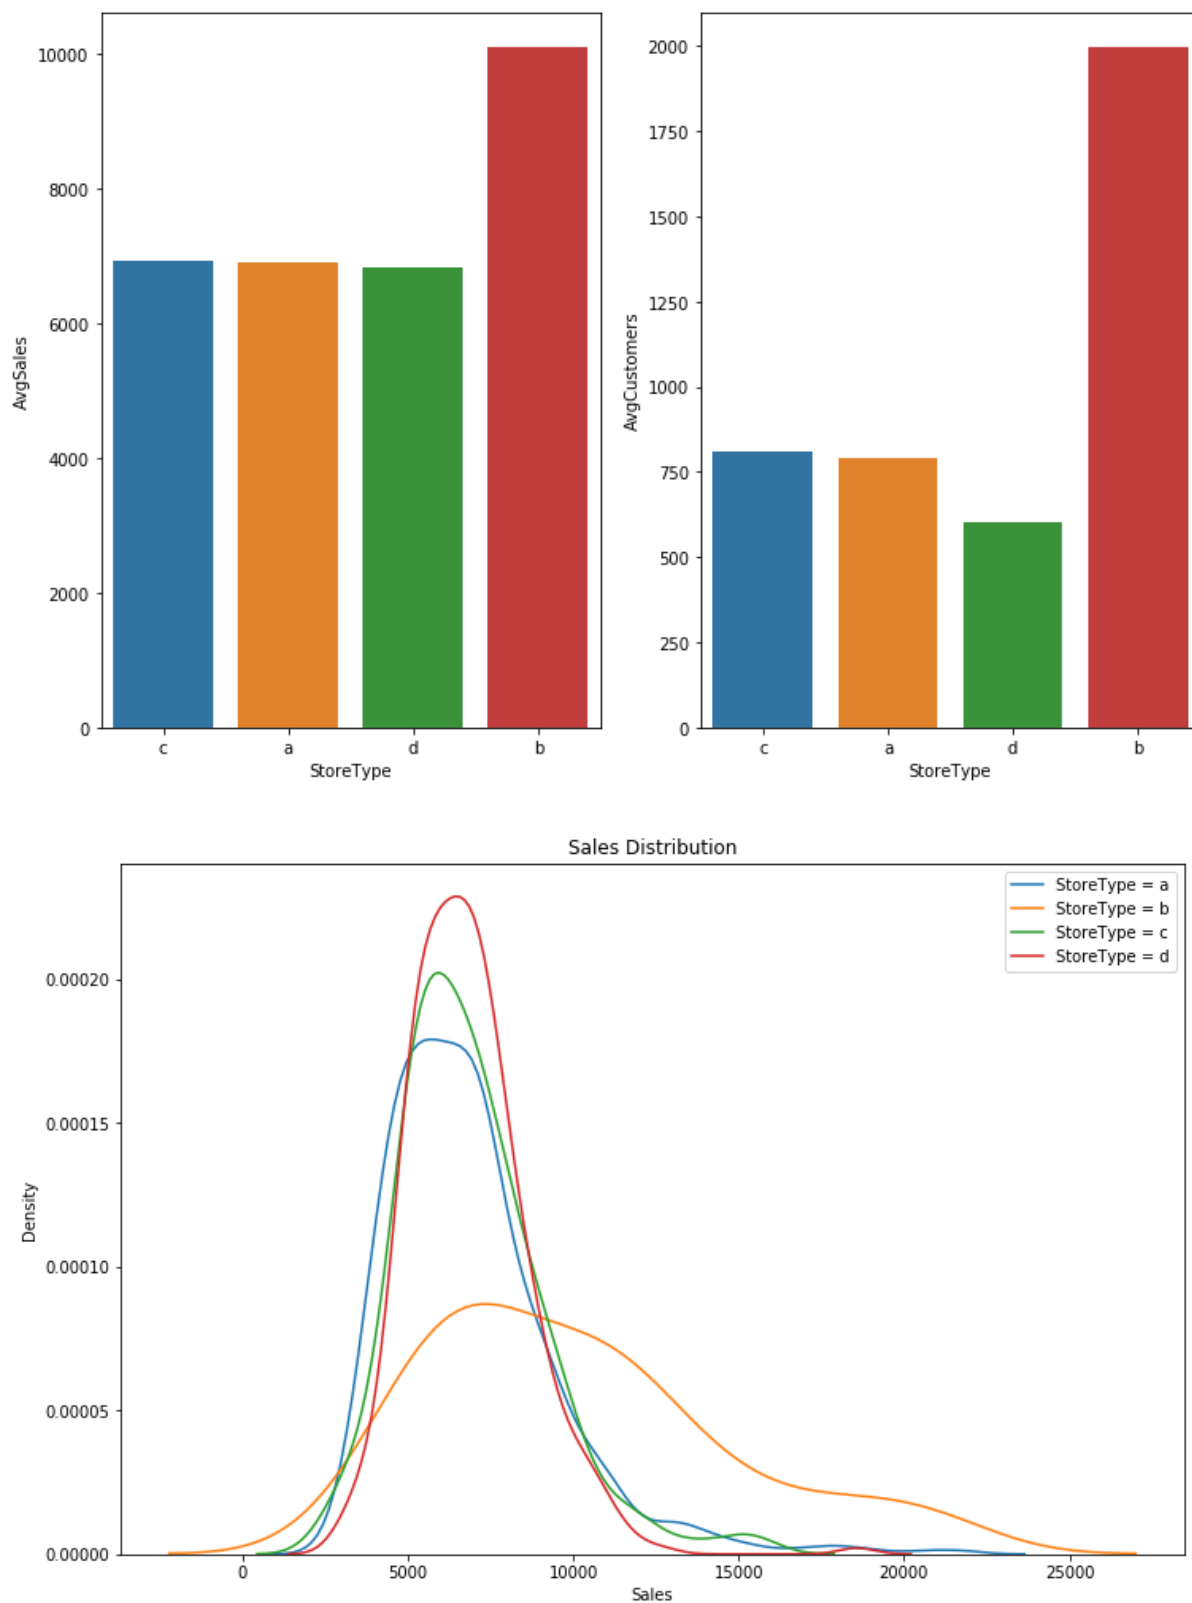 10000
8000
6000
4000
2000
0
AvgSales
c a d b
StoreType
2000
1750
1500
1250
1000
750
500
250
0
AvgCustomers
c a d b
StoreType
Sales Distribution
StoreType = a
StoreType = b
StoreType = c
StoreType = d
0.00020
0.00015
0.00010
0.00005
0.00000
Density
0 5000 10000 15000 20000 25000
Sales